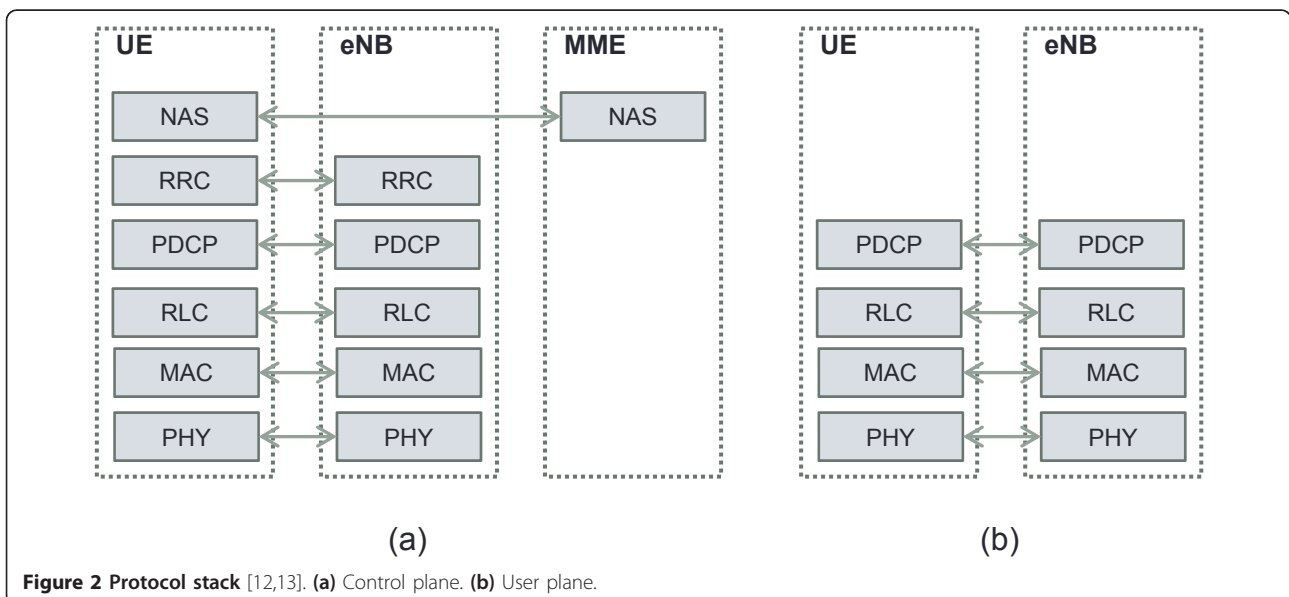 UE eNB MME UE eNB
NAS NAS
RRC RRC
PDCP PDCP PDCP PDCP
RLC RLC RLC RLC
MAC MAC MAC MAC
PHY PHY PHY PHY
(a) (b)
Figure 2 Protocol stack [12,13]. (a) Control plane. (b) User plane.